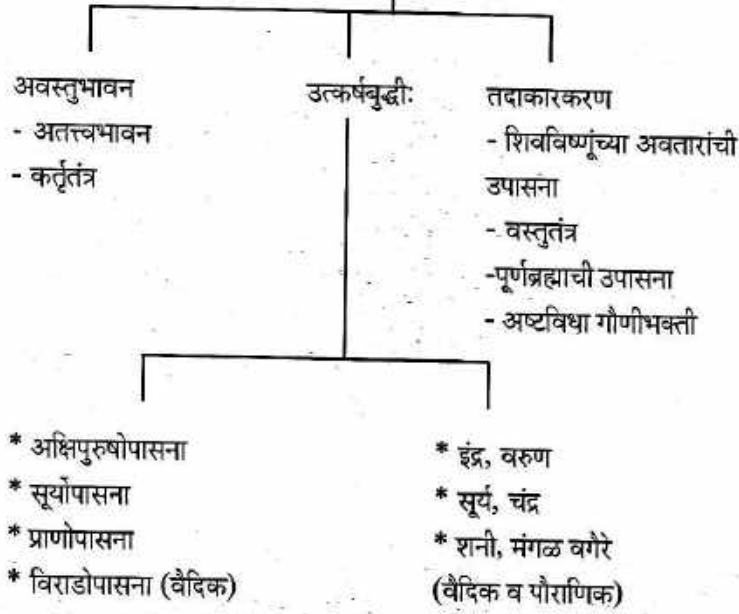 अवस्तुभावन
- अतत्त्वभावन
- कर्तृतंत्र
उत्कर्षबुद्धीः
तदाकारकरण
- शिवविष्णूंच्या अवतारांची
उपासना
- वस्तुतंत्र
-पूर्णब्रह्माची उपासना
- अष्टविधा गौणीभक्ती
* अक्षिपुरुषोपासना
* सूर्योपासना
* प्राणोपासना
* विराडोपासना (वैदिक)
* इंद्र, वरुण
* सूर्य, चंद्र
* शनी, मंगळ वगैरे
(वैदिक व पौराणिक)